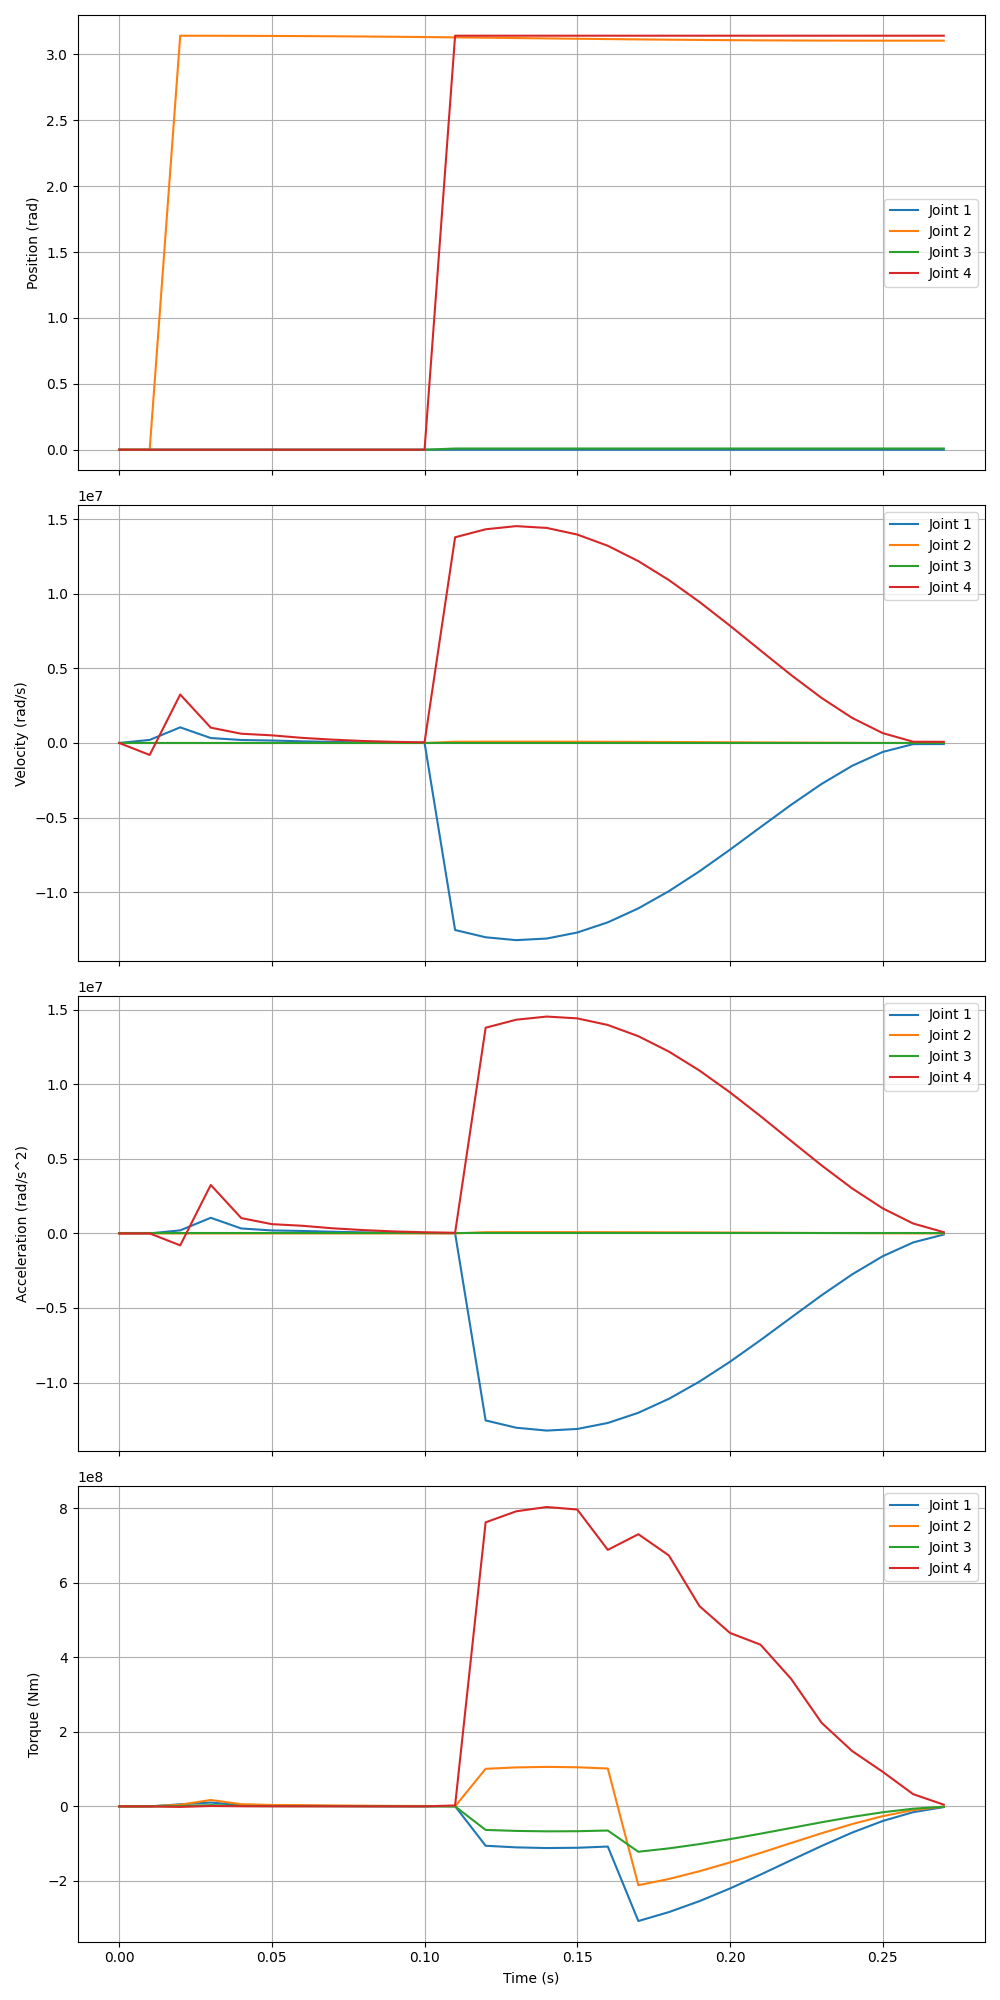 3.0
2.5
2.0
1.5
1.0
0.5
0.0
Position (rad)
Joint 1
Joint 2
Joint 3
Joint 4
1e7
1.5
1.0
0.5
0.0
−0.5
−1.0
Velocity (rad/s)
Joint 1
Joint 2
Joint 3
Joint 4
1e7
1.5
1.0
0.5
0.0
−0.5
−1.0
Acceleration (rad/s^2)
Joint 1
Joint 2
Joint 3
Joint 4
1e8
8
6
4
2
0
−2
Torque (Nm)
Joint 1
Joint 2
Joint 3
Joint 4
0.00 0.05 0.10 0.15 0.20 0.25
Time (s)